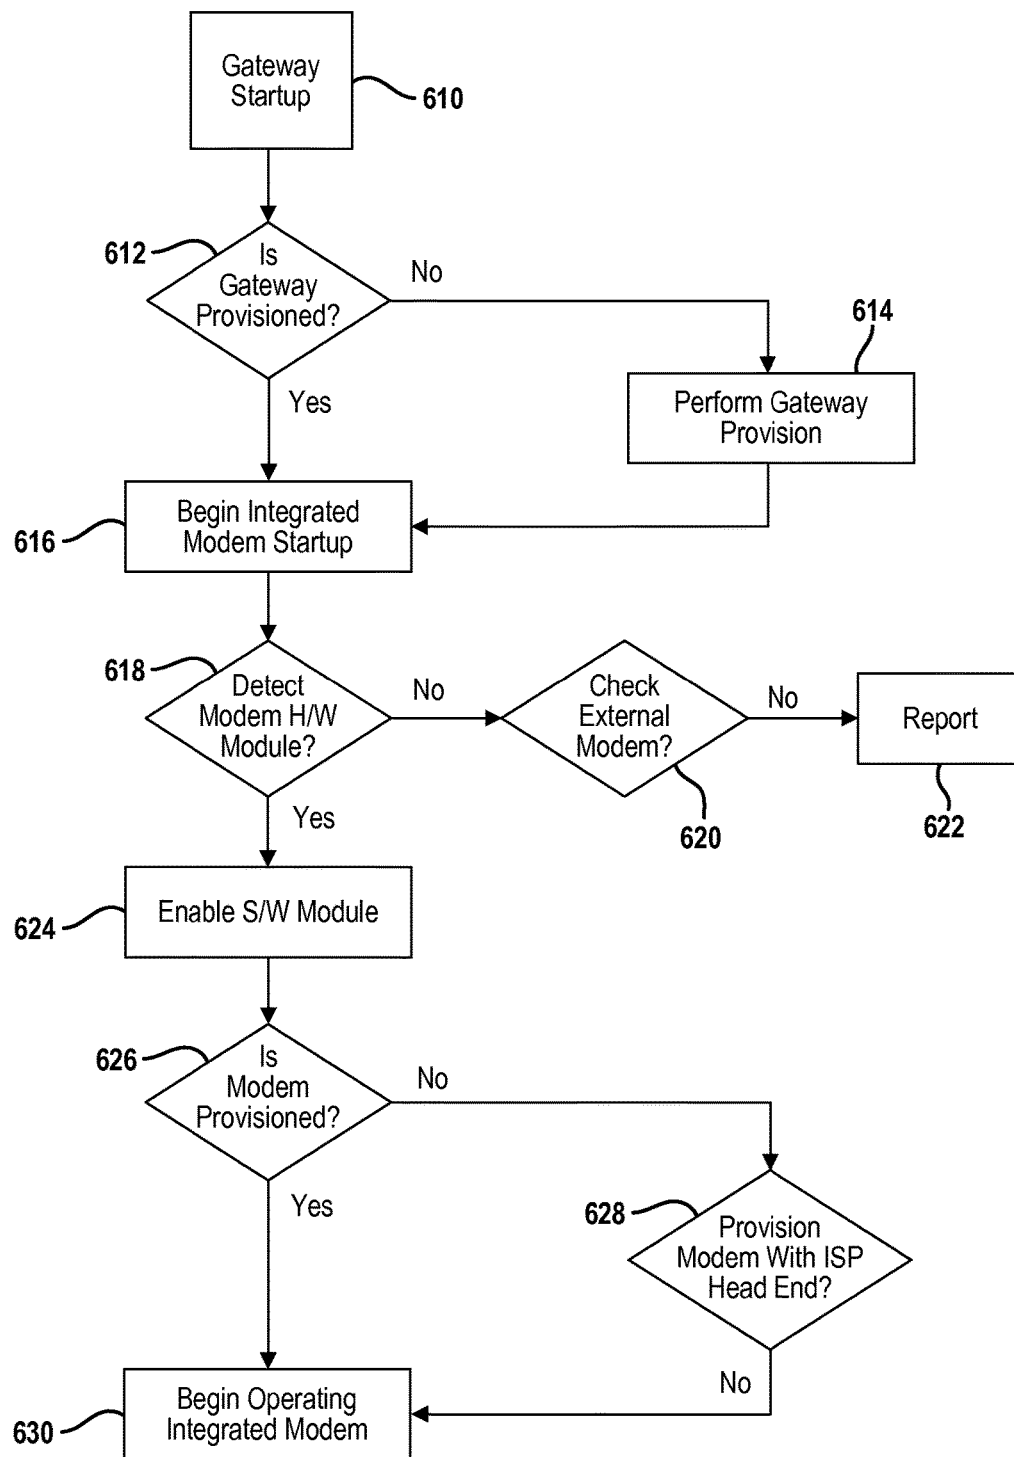 Gateway
Startup
610
612
Is
Gateway
Provisioned?
No
614
Yes
Perform Gateway
Provision
616
Begin Integrated
Modem Startup
618
Detect
Modem H/W
Module?
No
Check
External
Modem?
No
Report
620
622
Yes
624
Enable S/W Module
626
Is
Modem
Provisioned?
No
Yes
628
Provision
Modem With ISP
Head End?
No
630
Begin Operating
Integrated Modem